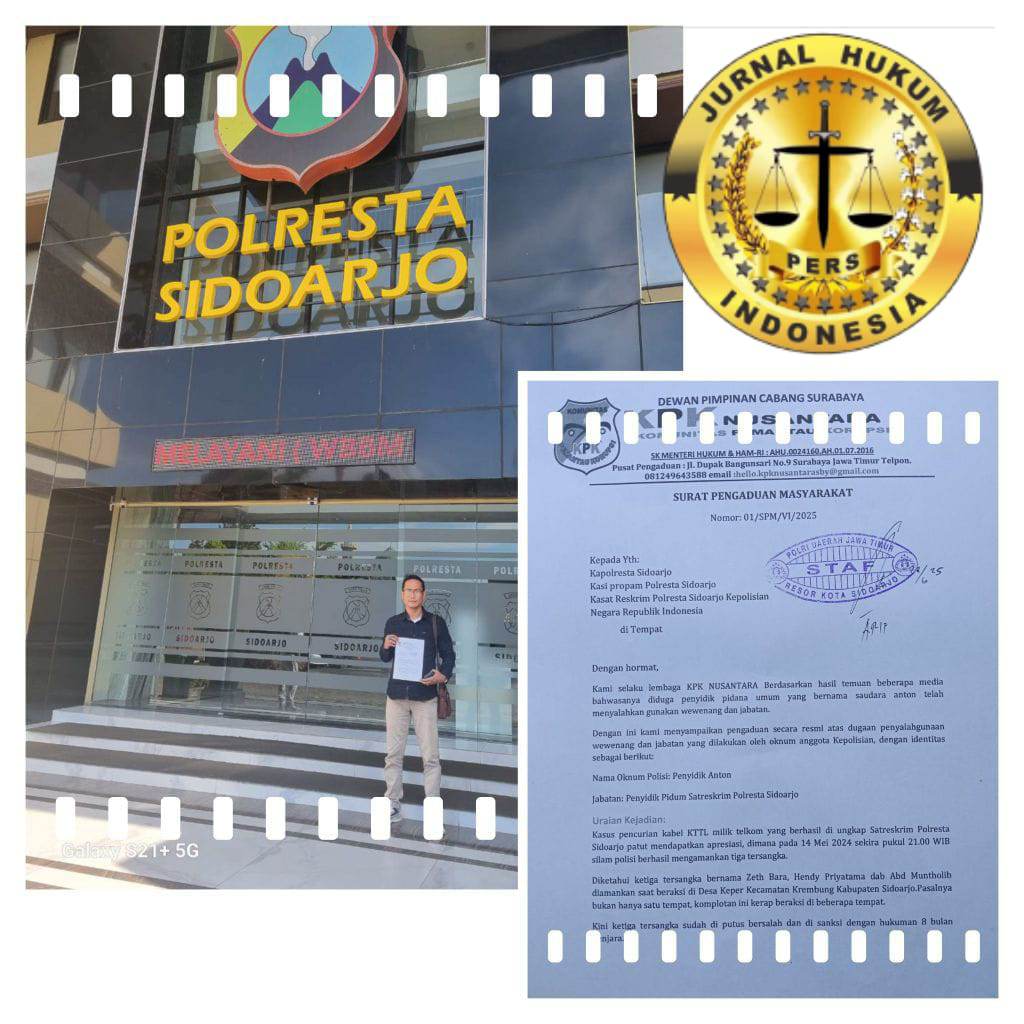 POLRESTA
SIDOARJO
MELAYANI ( WBBM
POLRESTA POLRESTA POLRESTA POLRESTA
SIDOARJO SIDOARJO SIDOARJO
Galaxy S21+ 5G
JURNAL HUKUM
PERS
INDONESIA
DEWAN PIMPINAN CABANG SURABAYA
KPK NUSANTARA
SK MENTERI HUKUM & HAM-RI : AHU.0024160.AH.01.07.2016
Pusat Pengaduan : Jl. Dupak Bangunsari No.9 Surabaya Jawa Timur Telpon.
081249643588 email :hello.kpknusantarasby@gmail.com
SURAT PENGADUAN MASYARAKAT
Nomor: 01/SPM/VI/2025
POLRI DAERAH JAWA TIMUR
STAF
RESOR KOTA SIDOARJO
Kepada Yth:
Kapolresta Sidoarjo
Kasi propam Polresta Sidoarjo
Kasat Reskrim Polresta Sidoarjo Kepolisian
Negara Republik Indonesia
di Tempat
Dengan hormat,
Kami selaku lembaga KPK NUSANTARA Berdasarkan hasil temuan beberapa media
bahwasanya diduga penyidik pidana umum yang bernama saudara anton telah
menyalahkan gunakan wewenang dan jabatan.
Dengan ini kami menyampaikan pengaduan secara resmi atas dugaan penyalahgunaan
wewenang dan jabatan yang dilakukan oleh oknum anggota Kepolisian, dengan identitas
sebagai berikut:
Nama Oknum Polisi: Penyidik Anton
Jabatan: Penyidik Pidum Satreskrim Polresta Sidoarjo
Uraian Kejadian:
Kasus pencurian kabel KTTL milik telkom yang berhasil di ungkap Satreskrim Polresta
Sidoarjo patut mendapatkan apresiasi, dimana pada 14 Mei 2024 sekira pukul 21.00 WIB
silam polisi berhasil mengamankan tiga tersangka.
Diketahui ketiga tersangka bernama Zeth Bara, Hendy Priyatama dab Abd Muntholib
diamankan saat beraksi di Desa Keper Kecamatan Krembung Kabupaten Sidoarjo.Pasalnya
bukan hanya satu tempat, komplotan ini kerap beraksi di beberapa tempat.
Kini ketiga tersangka sudah di putus bersalah dan di sanksi dengan hukuman 8 bulan